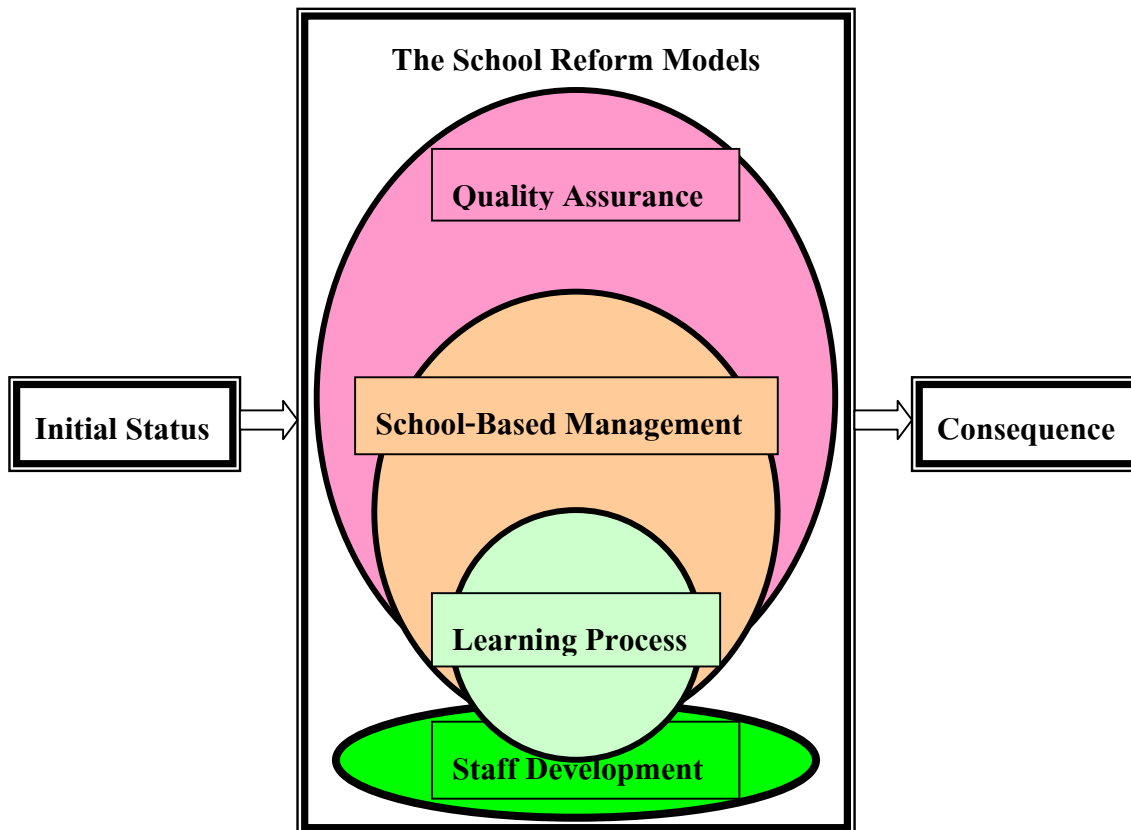 The School Reform Models
Quality Assurance
Initial Status
School-Based Management
Consequence
Learning Process
Staff Development